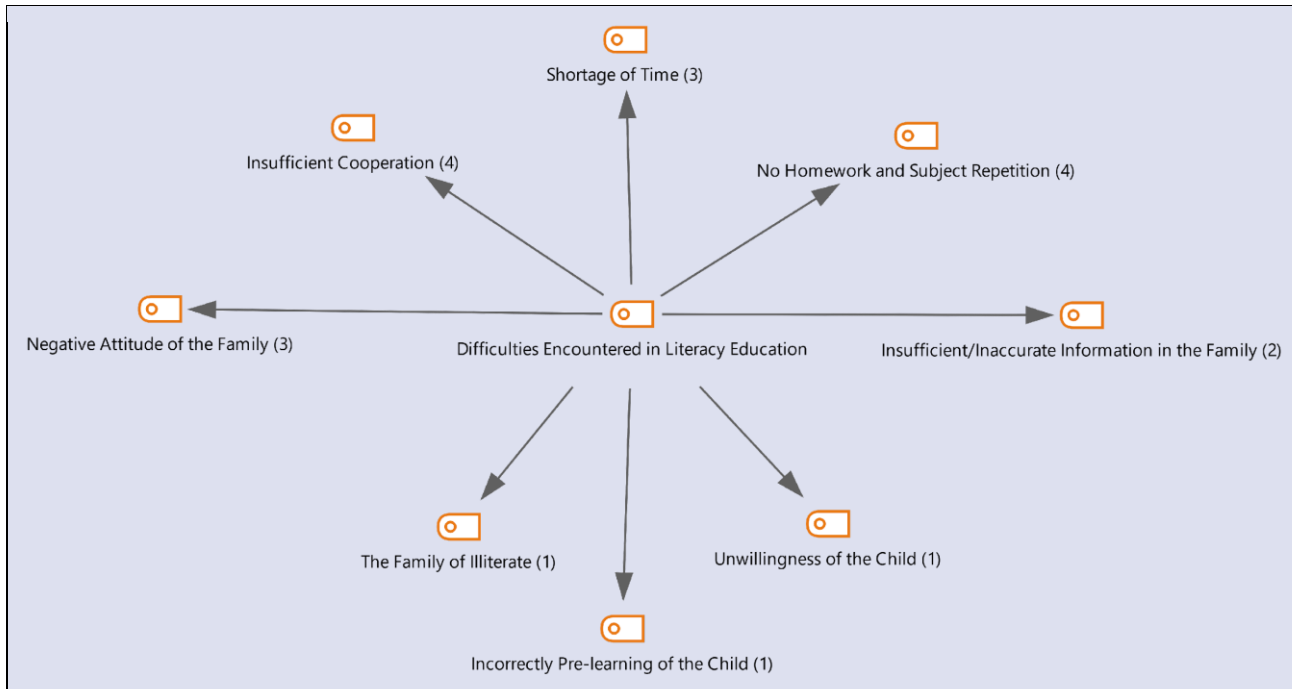 Shortage of Time (3)
Insufficient Cooperation (4)
No Homework and Subject Repetition (4)
Negative Attitude of the Family (3)
Difficulties Encountered in Literacy Education
Insufficient/Inaccurate Information in the Family (2)
The Family of Illiterate (1)
Unwillingness of the Child (1)
Incorrectly Pre-learning of the Child (1)